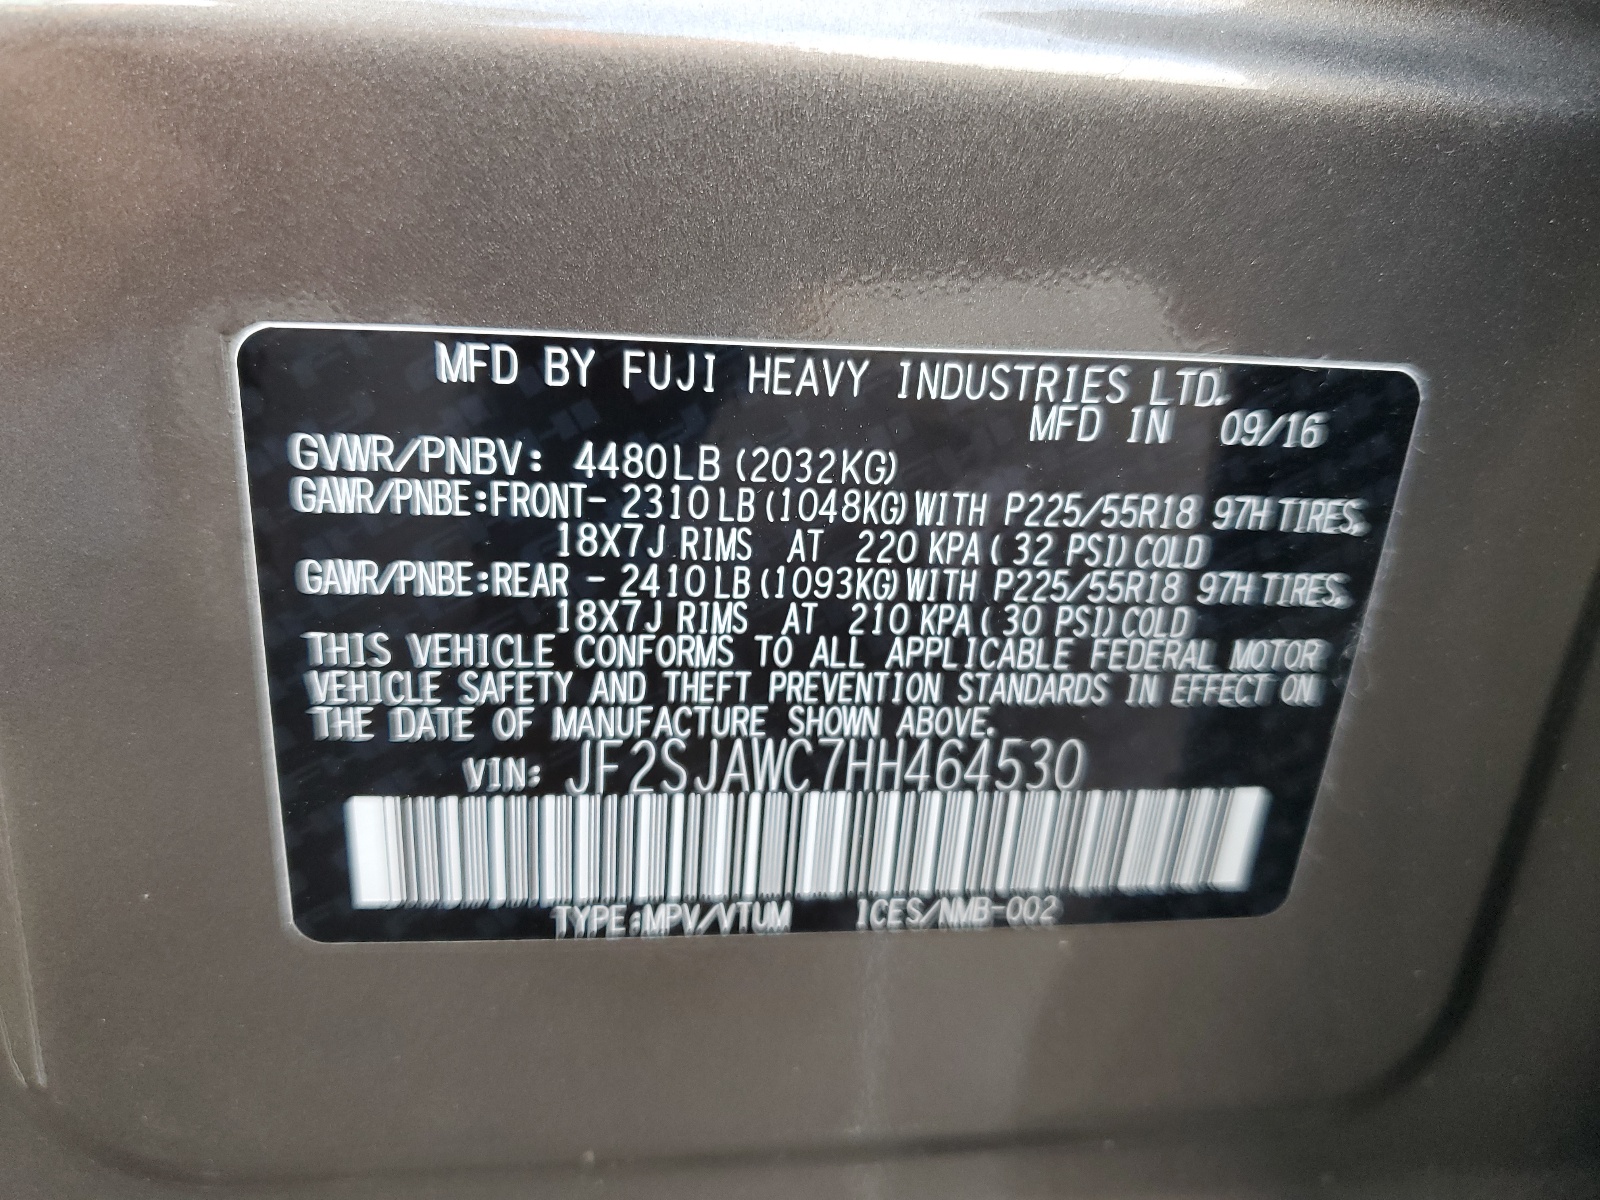 MFD BY FUJI HEAVY INDUSTRIES LTD.
MFD IN 09/16
GVWR/PNBV: 4480LB (2032KG)
GAWR/PNBE:FRONT- 2310LB(1048KG)WITH P225/55R18 97H TIRES,
18X7J RIMS AT 220 KPA( 32 PSI)COLD
GAWR/PNBE:REAR - 2410LB(1093KG)WITH P225/55R18 97H TIRES,
18X7J RIMS AT 210 KPA( 30 PSI)COLD
THIS VEHICLE CONFORMS TO ALL APPLICABLE FEDERAL MOTOR
VEHICLE SAFETY AND THEFT PREVENTION STANDARDS IN EFFECT ON
THE DATE OF MANUFACTURE SHOWN ABOVE.
VIN: JF2SJAWC7HH464530
TYPE:MPV/VTUM ICES/NMB-002